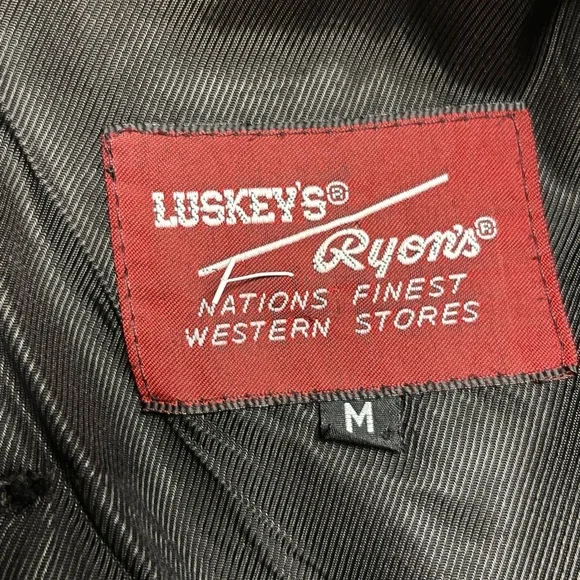 LUSKEY'S®
Ryon's®
NATIONS FINEST
WESTERN STORES
M